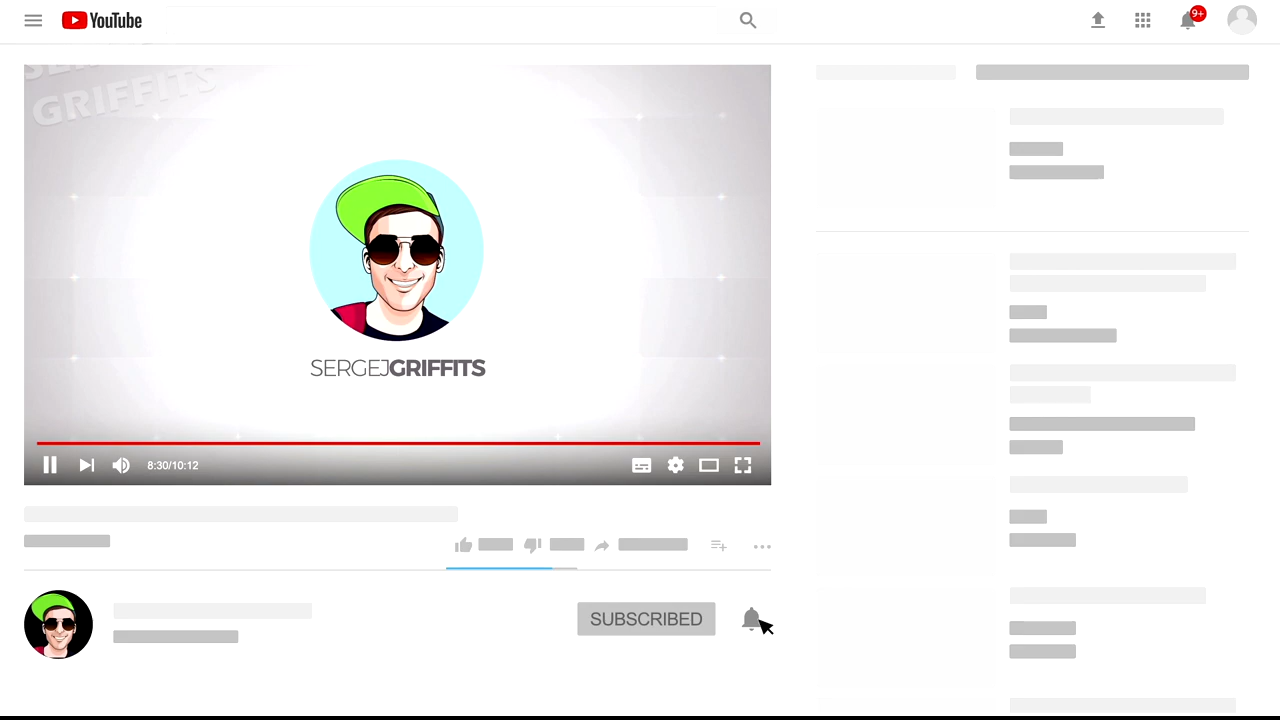 YouTube
9+
GRIFFITS
SERGEJGRIFFITS
8:30/10:12
SUBSCRIBED